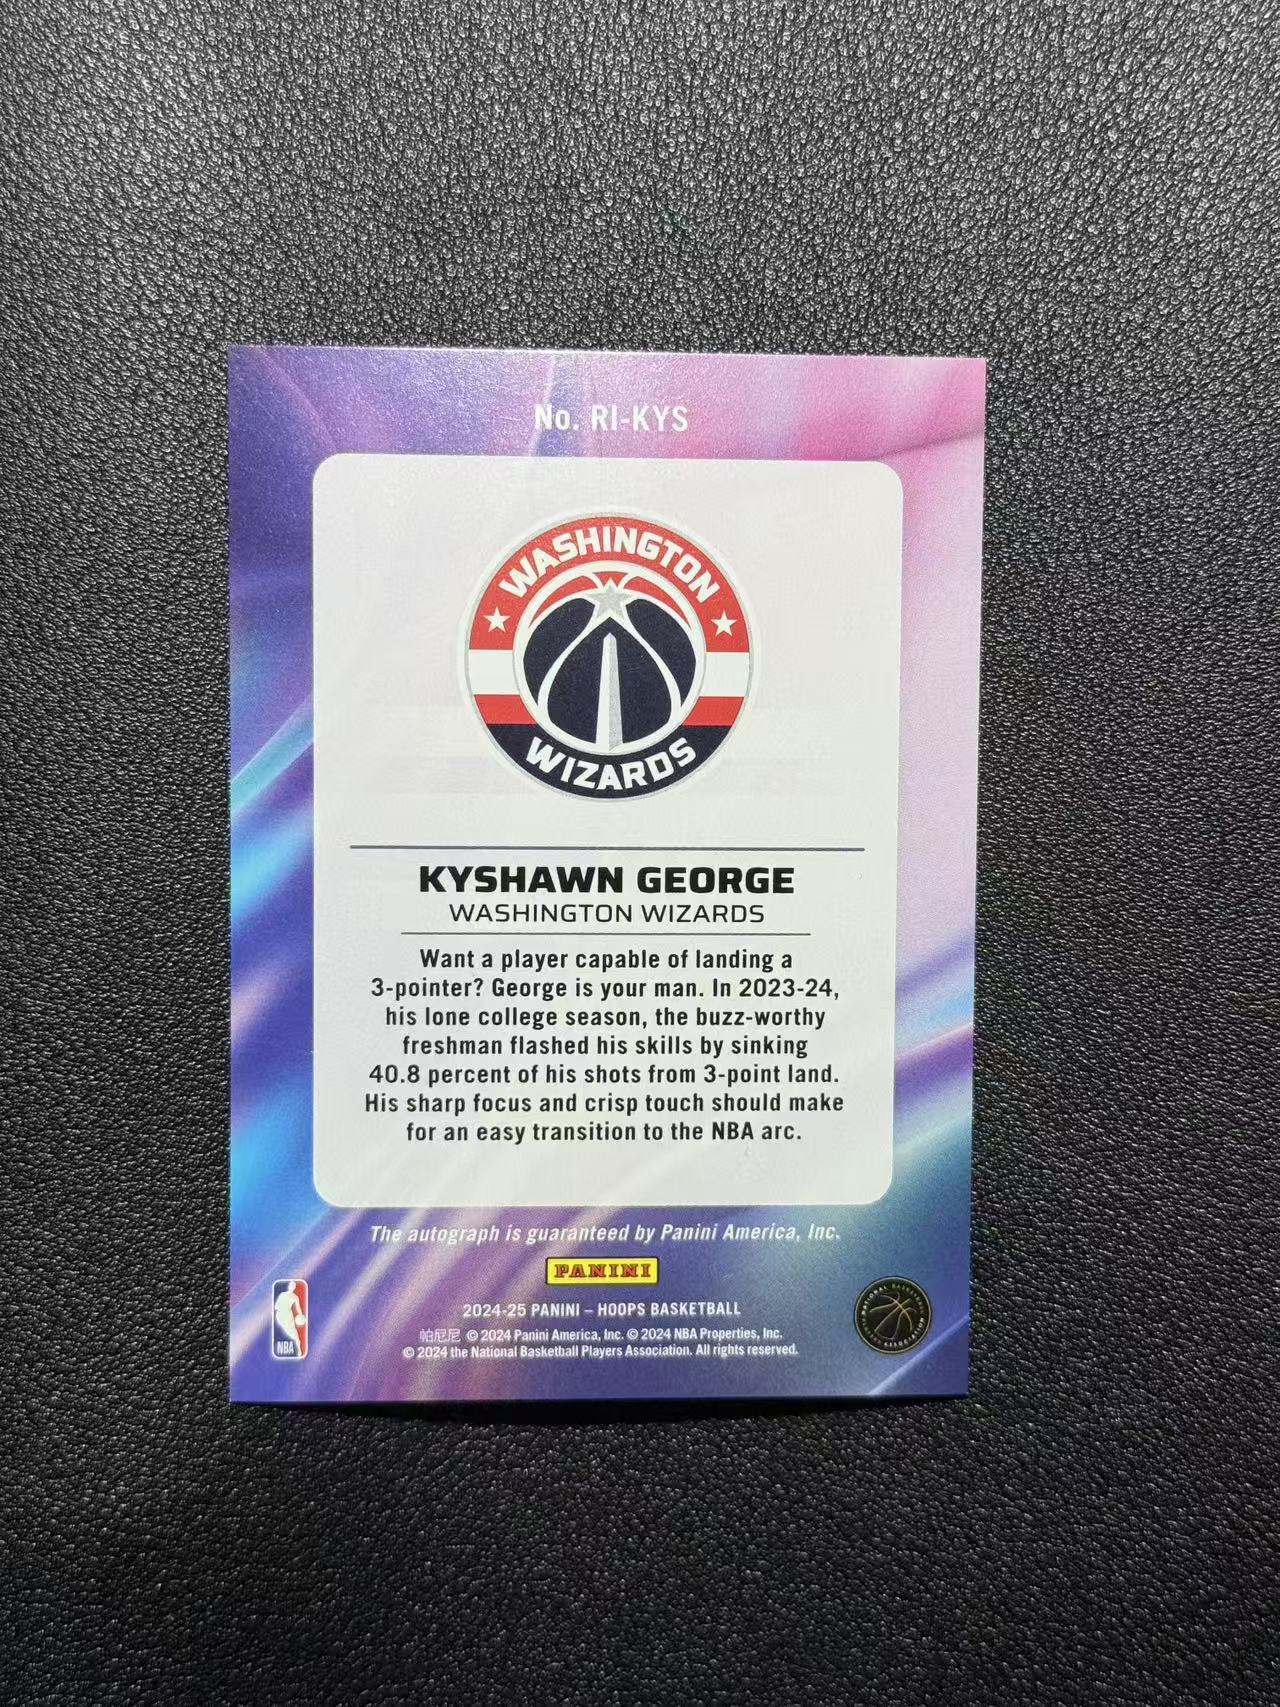 No. RI-KYS
WASHINGTON
WIZARDS
KYSHAWN GEORGE
WASHINGTON WIZARDS
Want a player capable of landing a
3-pointer? George is your man. In 2023-24,
his lone college season, the buzz-worthy
freshman flashed his skills by sinking
40.8 percent of his shots from 3-point land.
His sharp focus and crisp touch should make
for an easy transition to the NBA arc.
The autograph is guaranteed by Panini America, Inc.
PANINI
2024-25 PANINI – HOOPS BASKETBALL
帕尼尼 © 2024 Panini America, Inc. © 2024 NBA Properties, Inc.
© 2024 the National Basketball Players Association. All rights reserved.
NBA
NATIONAL BASKETBALL
PLAYERS ASSOCIATION